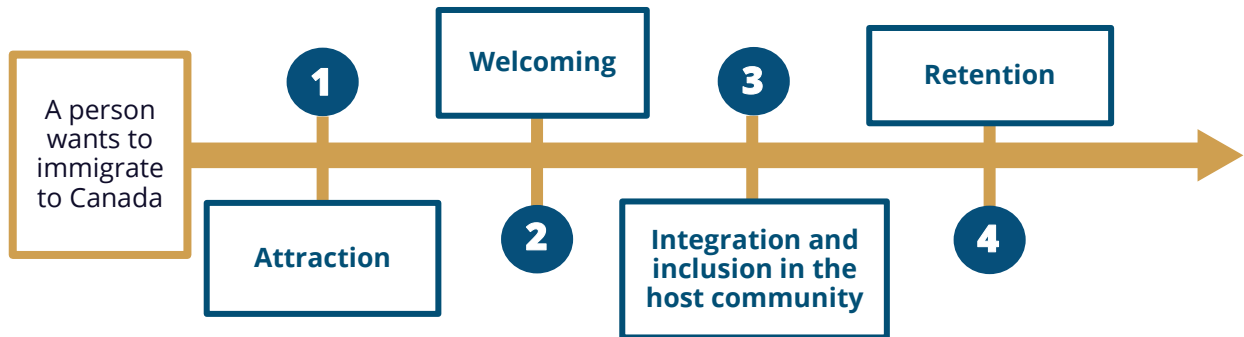 A person
wants to
immigrate
to Canada
1
Attraction
Welcoming
2
3
Integration and
inclusion in the
host community
Retention
4